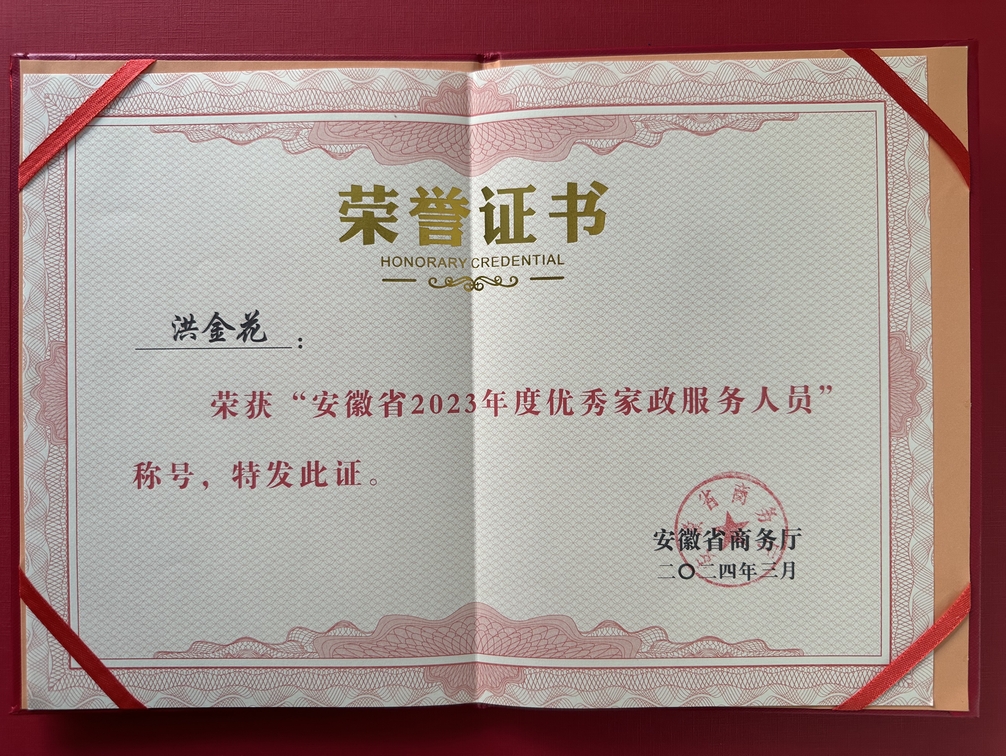 荣誉证书
HONORARY CREDENTIAL
洪金花：
荣获“安徽省2023年度优秀家政服务人员”
称号，特发此证。
安徽省商务厅
二〇二四年三月